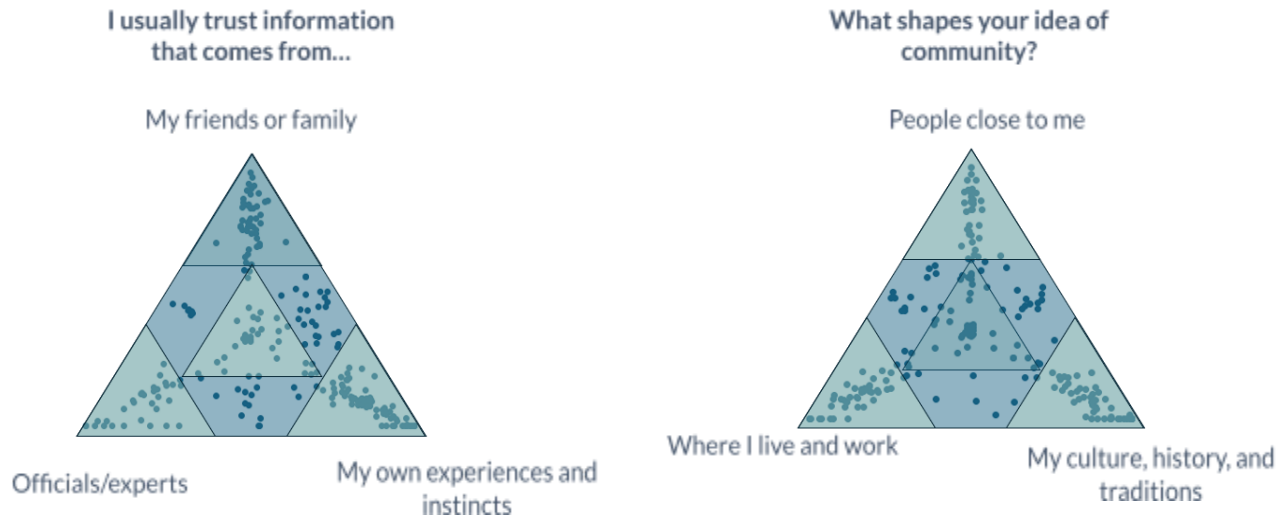 I usually trust information
that comes from...
My friends or family
Officials/experts
My own experiences and
instincts
What shapes your idea of
community?
People close to me
Where I live and work
My culture, history, and
traditions